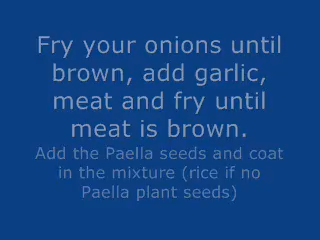 Fry your onions until
brown, add garlic,
meat and fry until
meat is brown.
Add the Paella seeds and coat
in the mixture (rice if no
Paella plant seeds)